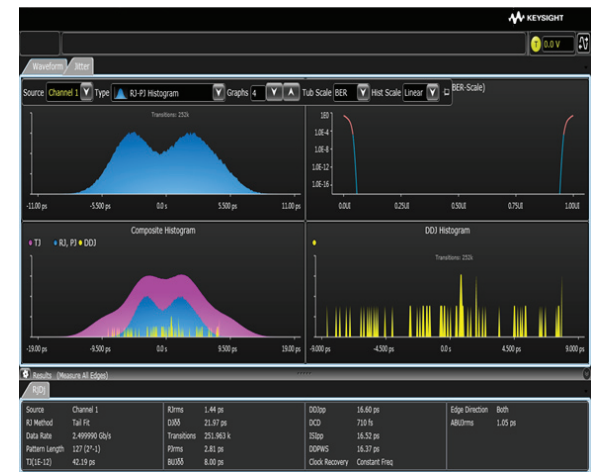 KEYSIGHT
T 0.0 V
Waveform Jitter
Source Channel 1 Type RJ-PJ Histogram Graphs 4 Tub Scale BER Hist Scale Linear BER-Scale)
Transitions: 252k
-11.00 ps -5.500 ps 0.0 s 5.500 ps 11.00 ps
1E0
1.0E-4
1.0E-8
1.0E-12
1.0E-16
0.0UI 0.25UI 0.50UI 0.75UI 1.00UI
Composite Histogram
TJ RJ, PJ DDJ
-19.00 ps -9.500 ps 0.0 s 9.500 ps 19.00 ps
DDJ Histogram
Transitions: 252k
-9.000 ps -4.500 ps 0.0 s 4.500 ps 9.000 ps
Results (Measure All Edges)
RJDJ
Source Channel 1 RJrms 1.44 ps DDJpp 16.60 ps Edge Direction Both
RJ Method Tail Fit DJδδ 21.97 ps DCD 710 fs ABUJrms 1.05 ps
Data Rate 2.499990 Gb/s Transitions 251.963 k ISIpp 16.52 ps
Pattern Length 127 (2⁷-1) PJrms 2.81 ps DDPWS 16.37 ps
TJ(1E-12) 42.19 ps BUJδδ 8.00 ps Clock Recovery Constant Freq